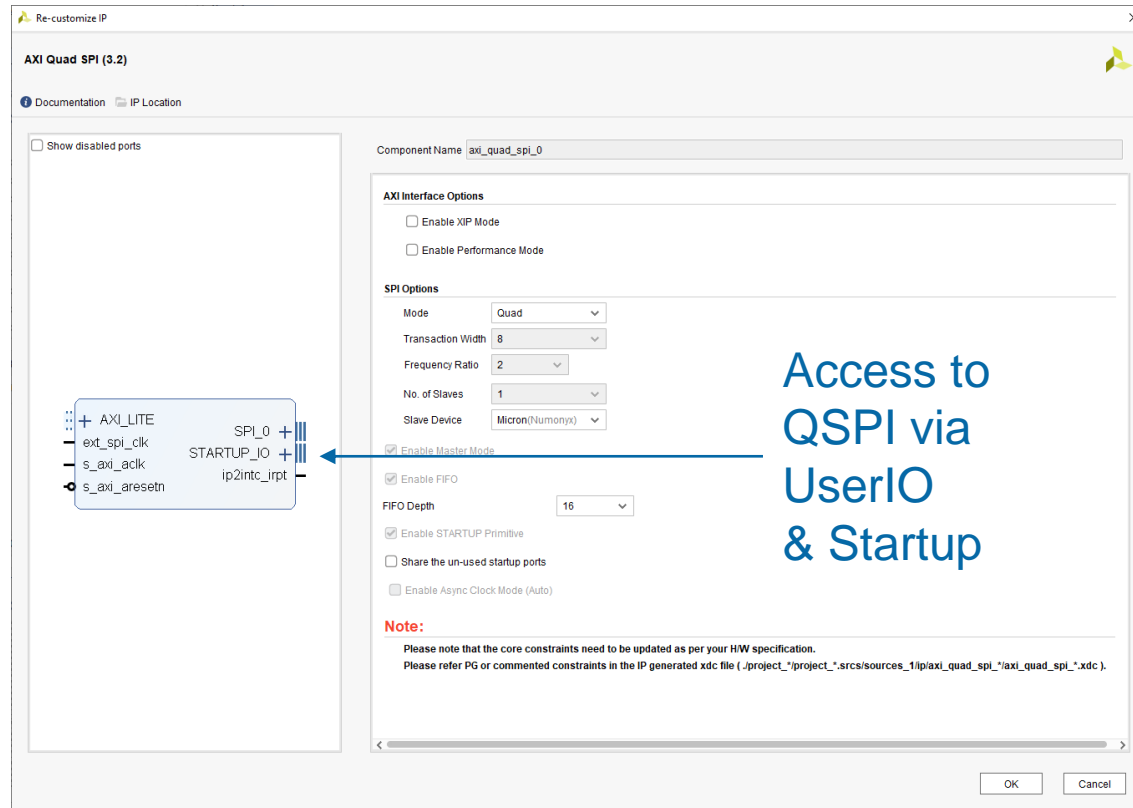 Re-customize IP
AXI Quad SPI (3.2)
Documentation IP Location
Show disabled ports
AXI_LITE
ext_spi_clk
s_axi_aclk
s_axi_aresetn
SPI_0
STARTUP_IO
ip2intc_irpt
Component Name axi_quad_spi_0
AXI Interface Options
Enable XIP Mode
Enable Performance Mode
SPI Options
Mode Quad
Transaction Width 8
Frequency Ratio 2
No. of Slaves 1
Slave Device Micron(Numonyx)
Enable Master Mode
Enable FIFO
FIFO Depth 16
Enable STARTUP Primitive
Share the un-used startup ports
Enable Async Clock Mode (Auto)
Note:
Please note that the core constraints need to be updated as per your H/W specification.
Please refer PG or commented constraints in the IP generated xdc file ( ./project_*/project_*.srcs/sources_1/ip/axi_quad_spi_*/axi_quad_spi_*.xdc ).
Access to
QSPI via
UserIO
& Startup
OK Cancel